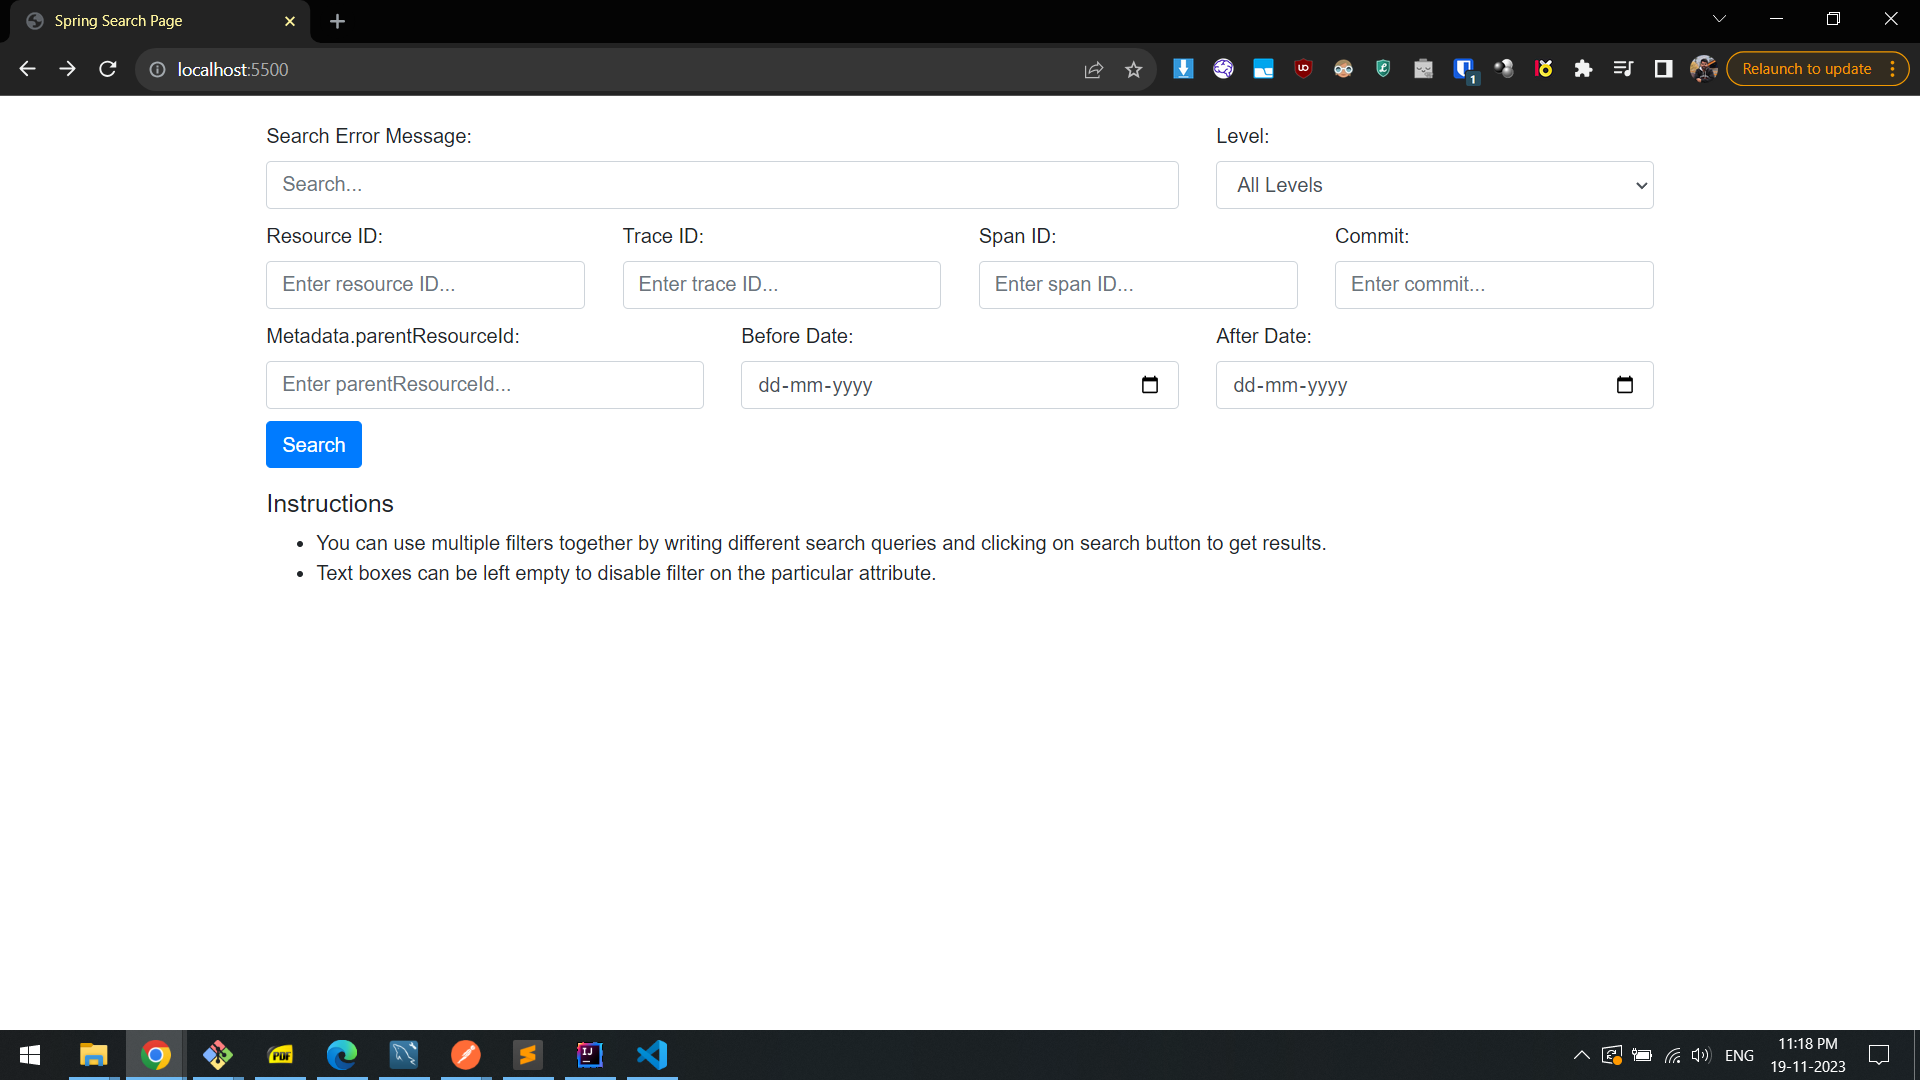 Spring Search Page
localhost:5500
Relaunch to update
1
Search Error Message:
Level:
Search...
All Levels
Resource ID:
Trace ID:
Span ID:
Commit:
Enter resource ID...
Enter trace ID...
Enter span ID...
Enter commit...
Metadata.parentResourceId:
Before Date:
After Date:
Enter parentResourceId...
dd-mm-yyyy
dd-mm-yyyy
Search
Instructions
You can use multiple filters together by writing different search queries and clicking on search button to get results.
Text boxes can be left empty to disable filter on the particular attribute.
PDF
IJ
ENG
11:18 PM
19-11-2023